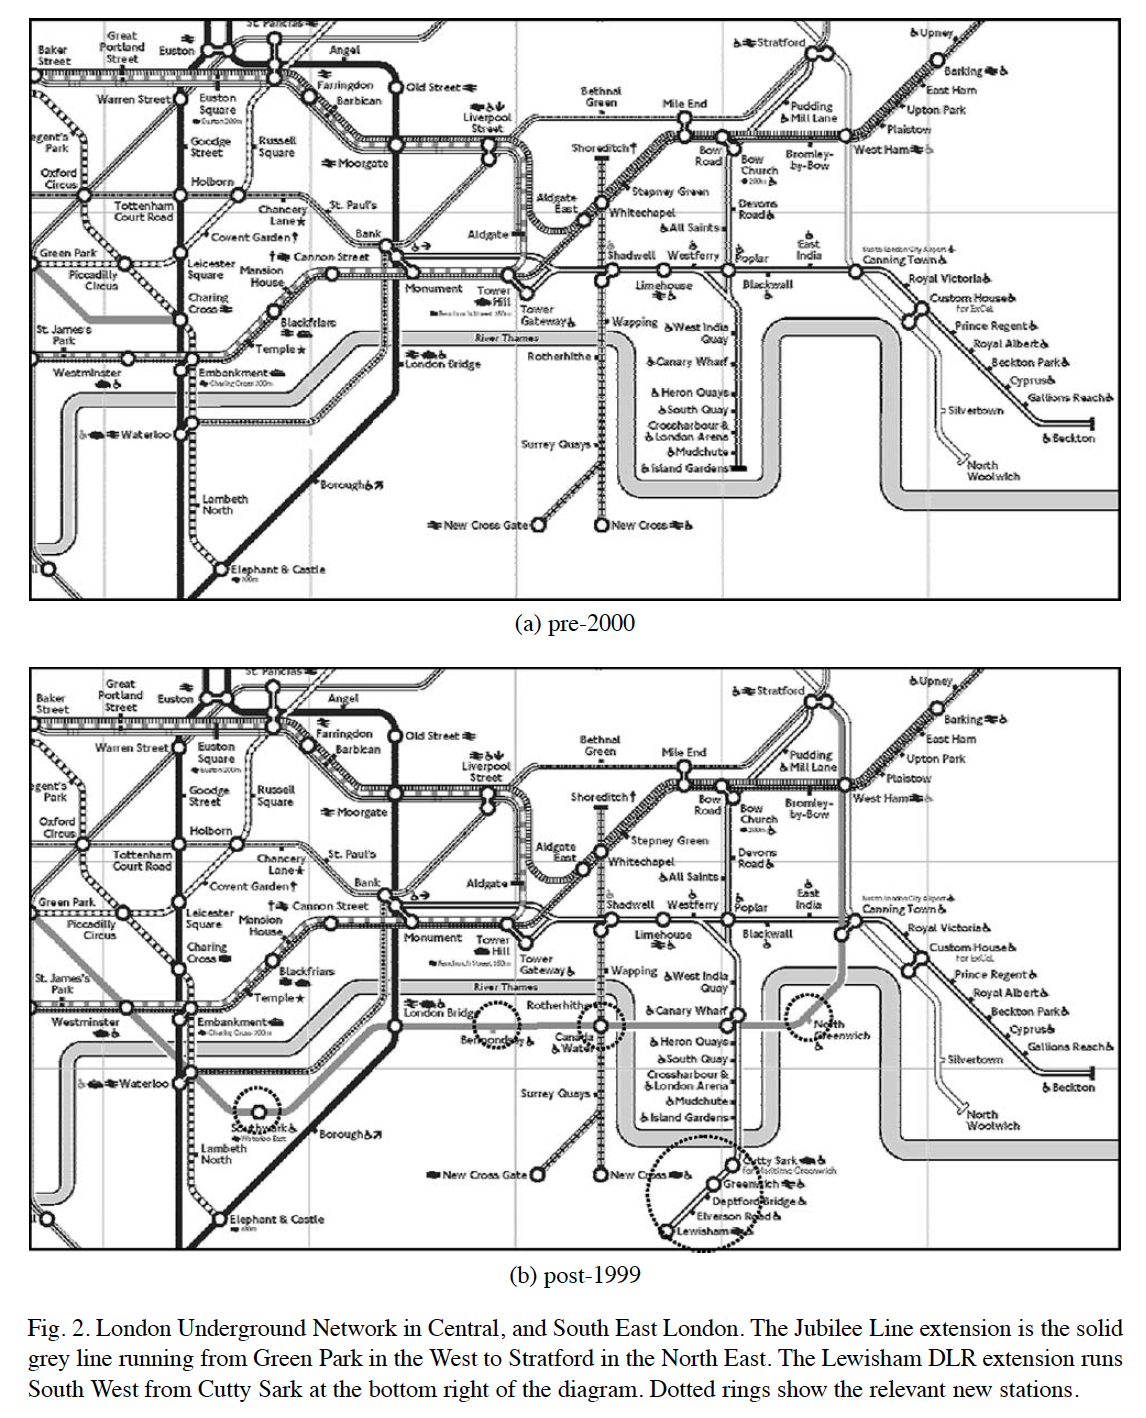 St. Pancras
Great
Portland
Street
Baker
Street
Euston
Angel
Stratford
Upney
Barking
Farringdon
Old Street
East Ham
Warren Street
Euston
Square
Barbican
Liverpool
Street
Bethnal
Green
Mile End
Pudding
Mill Lane
Upton Park
Plaistow
egent's
Park
Goodge
Street
Russell
Square
Moorgate
Shoreditch
Bow
Road
Bow
Church
200m
Bromley-
by-Bow
West Ham
Oxford
Circus
Holborn
Stepney Green
Tottenham
Court Road
Chancery
Lane
St. Paul's
Aldgate
East
Whitechapel
Devons
Road
Covent Garden
Bank
Aldgate
All Saints
East
India
Green Park
Leicester
Square
Cannon Street
Mansion
House
Shadwell
Westferry
Poplar
Canning Town
Piccadilly
Circus
Monument
Tower
Hill
Limehouse
Blackwall
Royal Victoria
Charing
Cross
Tower
Gateway
Custom House
for ExCeL
St. James's
Park
Blackfriars
Wapping
West India
Quay
Prince Regent
Temple
River Thames
Rotherhithe
Royal Albert
Westminster
Embankment
Charing Cross 100m
London Bridge
Canary Wharf
Beckton Park
Heron Quays
Cyprus
South Quay
Gallions Reach
Silvertown
Waterloo
Surrey Quays
Crossharbour &
London Arena
Beckton
Mudchute
Island Gardens
North
Woolwich
Borough
Lambeth
North
New Cross Gate
New Cross
Elephant & Castle
(a) pre-2000
St. Pancras
Great
Portland
Street
Baker
Street
Euston
Angel
Stratford
Upney
Barking
Farringdon
Old Street
East Ham
Warren Street
Euston
Square
Barbican
Liverpool
Street
Bethnal
Green
Mile End
Pudding
Mill Lane
Upton Park
Plaistow
egent's
Park
Goodge
Street
Russell
Square
Moorgate
Shoreditch
Bow
Road
Bow
Church
200m
Bromley-
by-Bow
West Ham
Oxford
Circus
Holborn
Stepney Green
Tottenham
Court Road
Chancery
Lane
St. Paul's
Aldgate
East
Whitechapel
Devons
Road
Covent Garden
Bank
Aldgate
All Saints
East
India
Green Park
Leicester
Square
Cannon Street
Mansion
House
Shadwell
Westferry
Poplar
Canning Town
Piccadilly
Circus
Monument
Tower
Hill
Limehouse
Blackwall
Royal Victoria
Charing
Cross
Tower
Gateway
Custom House
for ExCeL
St. James's
Park
Blackfriars
Wapping
West India
Quay
Prince Regent
Temple
River Thames
Rotherhithe
Royal Albert
Westminster
Embankment
Charing Cross 100m
London Bridge
Bermondsey
Canada
Water
Canary Wharf
North
Greenwich
Beckton Park
Heron Quays
Cyprus
South Quay
Gallions Reach
Silvertown
Waterloo
Surrey Quays
Crossharbour &
London Arena
Beckton
Mudchute
Island Gardens
North
Woolwich
Southwark
Waterloo East
Borough
Lambeth
North
New Cross Gate
New Cross
Cutty Sark
for Maritime Greenwich
Greenwich
Deptford Bridge
Elverson Road
Lewisham
Elephant & Castle
(b) post-1999
Fig. 2. London Underground Network in Central, and South East London. The Jubilee Line extension is the solid
grey line running from Green Park in the West to Stratford in the North East. The Lewisham DLR extension runs
South West from Cutty Sark at the bottom right of the diagram. Dotted rings show the relevant new stations.